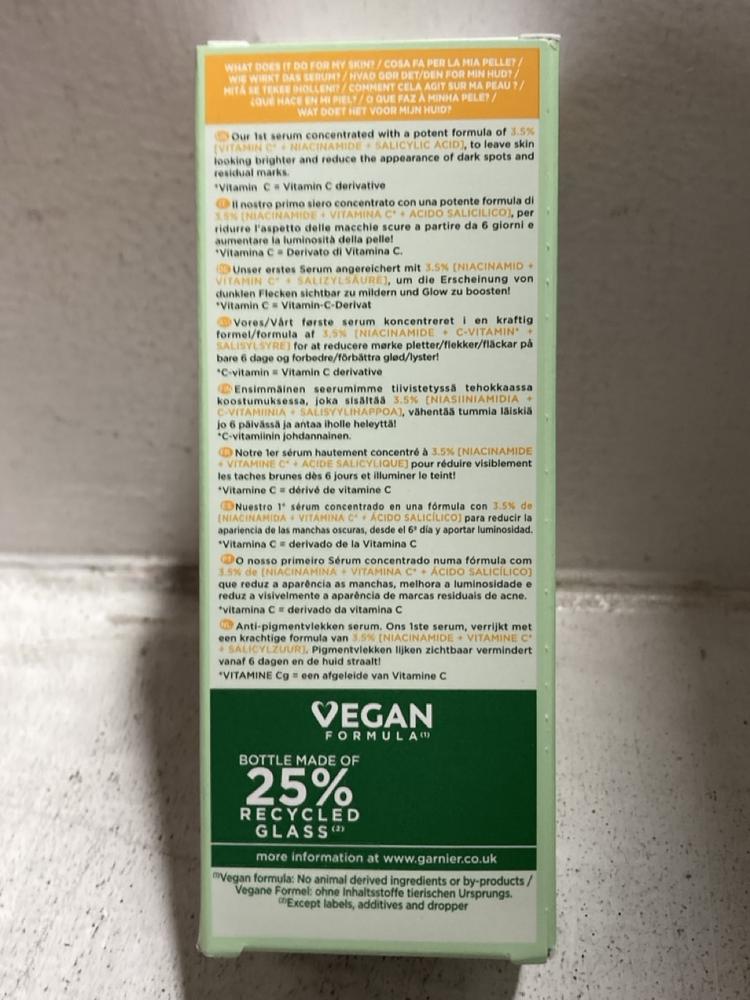 WHAT DOES IT DO FOR MY SKIN? / COSA FA PER LA MIA PELLE? /
WIE WIRKT DAS SERUM? / HVAD GØR DET/DEN FOR MIN HUD? /
MITÄ SE TEKEE IHOLLENI? / COMMENT CELA AGIT SUR MA PEAU ? /
¿QUÉ HACE EN MI PIEL? / O QUE FAZ À MINHA PELE? /
WAT DOET HET VOOR MIJN HUID?
Our 1st serum concentrated with a potent formula of 3.5%
[VITAMIN C* + NIACINAMIDE + SALICYLIC ACID], to leave skin
looking brighter and reduce the appearance of dark spots and
residual marks.
*Vitamin C = Vitamin C derivative
IT Il nostro primo siero concentrato con una potente formula di
3.5% [NIACINAMIDE + VITAMINA C* + ACIDO SALICILICO], per
ridurre l'aspetto delle macchie scure a partire da 6 giorni e
aumentare la luminosità della pelle!
*Vitamina C = Derivato di Vitamina C.
Unser erstes Serum angereichert mit 3.5% [NIACINAMID +
VITAMIN C* + SALIZYLSÄURE], um die Erscheinung von
dunklen Flecken sichtbar zu mildern und Glow zu boosten!
*Vitamin C = Vitamin-C-Derivat
Vores/Vårt første serum koncentreret i en kraftig
formel/formula af 3.5% [NIACINAMIDE + C-VITAMIN* +
SALISYLSYRE] for at reducere mørke pletter/flekker/fläckar på
bare 6 dage og forbedre/förbättra glød/lyster!
*C-vitamin = Vitamin C derivative
FIN Ensimmäinen seerumimme tiivistetyssä tehokkaassa
koostumuksessa, joka sisältää 3.5% [NIASIINIAMIDIA +
C-VITAMIINIA + SALISYYLIHAPPOA], vähentää tummia läiskiä
jo 6 päivässä ja antaa iholle heleyttä!
*C-vitamiinin johdannainen.
FR Notre 1er sérum hautement concentré à 3.5% [NIACINAMIDE
+ VITAMINE C* + ACIDE SALICYLIQUE] pour réduire visiblement
les taches brunes dès 6 jours et illuminer le teint!
*Vitamine C = dérivé de vitamine C
ES Nuestro 1º sérum concentrado en una fórmula con 3.5% de
[NIACINAMIDA + VITAMINA C* + ÁCIDO SALICÍLICO] para reducir la
apariencia de las manchas oscuras, desde el 6º día y aportar luminosidad.
*Vitamina C = derivado de la Vitamina C
PT O nosso primeiro Sérum concentrado numa fórmula com
3.5% de [NIACINAMINA + VITAMINA C* + ÁCIDO SALICÍLICO]
que reduz a aparência as manchas, melhora a luminosidade e
reduz a visivelmente a aparência de marcas residuais de acne.
*vitamina C = derivado da vitamina C
NL Anti-pigmentvlekken serum. Ons 1ste serum, verrijkt met
een krachtige formula van 3.5% [NIACINAMIDE + VITAMINE C*
+ SALICYLZUUR]. Pigmentvlekken lijken zichtbaar verminderd
vanaf 6 dagen en de huid straalt!
*VITAMINE Cg = een afgeleide van Vitamine C
VEGAN
FORMULA(1)
BOTTLE MADE OF
25%
RECYCLED
GLASS(2)
more information at www.garnier.co.uk
(1)Vegan formula: No animal derived ingredients or by-products /
Vegane Formel: ohne Inhaltsstoffe tierischen Ursprungs.
(2)Except labels, additives and dropper